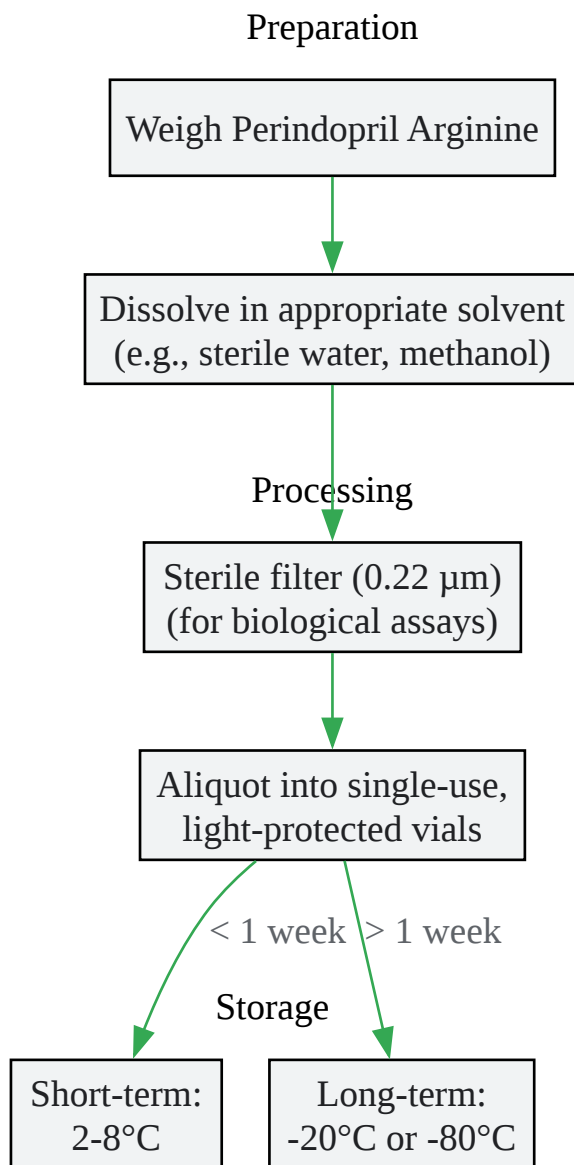 Preparation
Weigh Perindopril Arginine
Dissolve in appropriate solvent
(e.g., sterile water, methanol)
Processing
Sterile filter (0.22 µm)
(for biological assays)
Aliquot into single-use,
light-protected vials
< 1 week
> 1 week
Storage
Short-term:
2-8°C
Long-term:
-20°C or -80°C